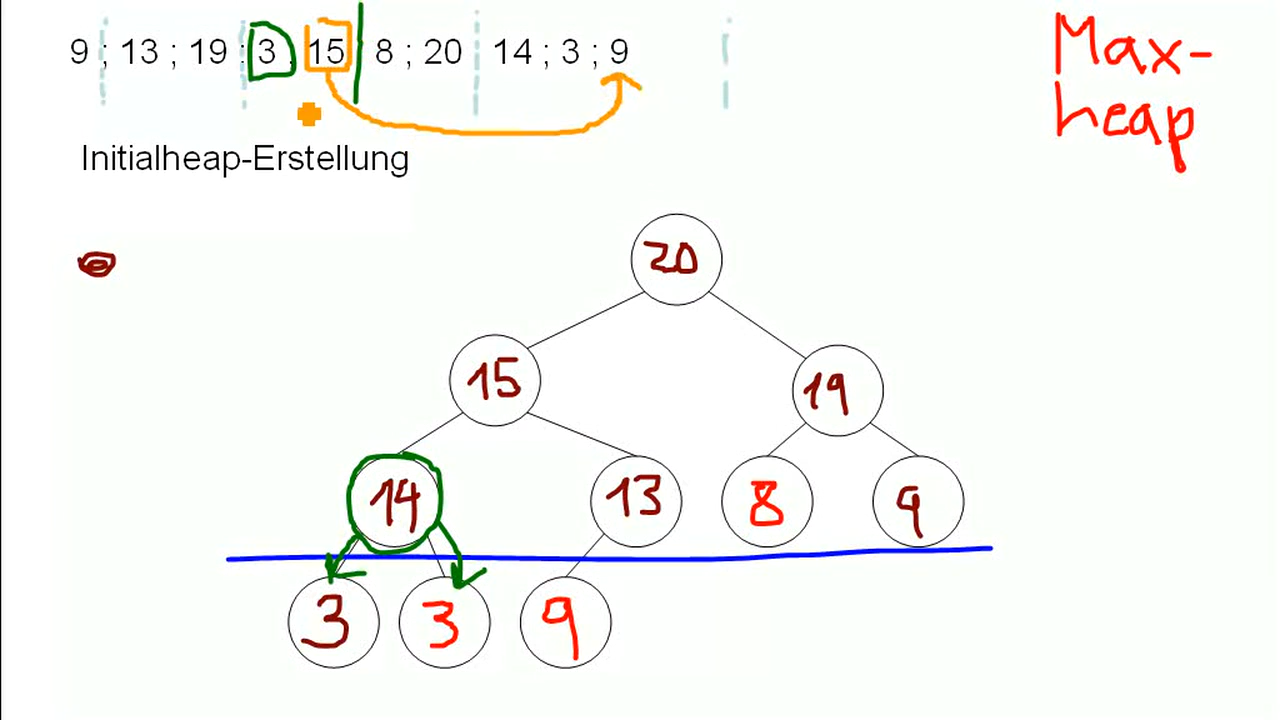 9 ; 13 ; 19 ; 3 ; 15 8 ; 20 14 ; 3 ; 9
Max-
heap
Initialheap-Erstellung
20
15 19
14 13 8 9
3 3 9